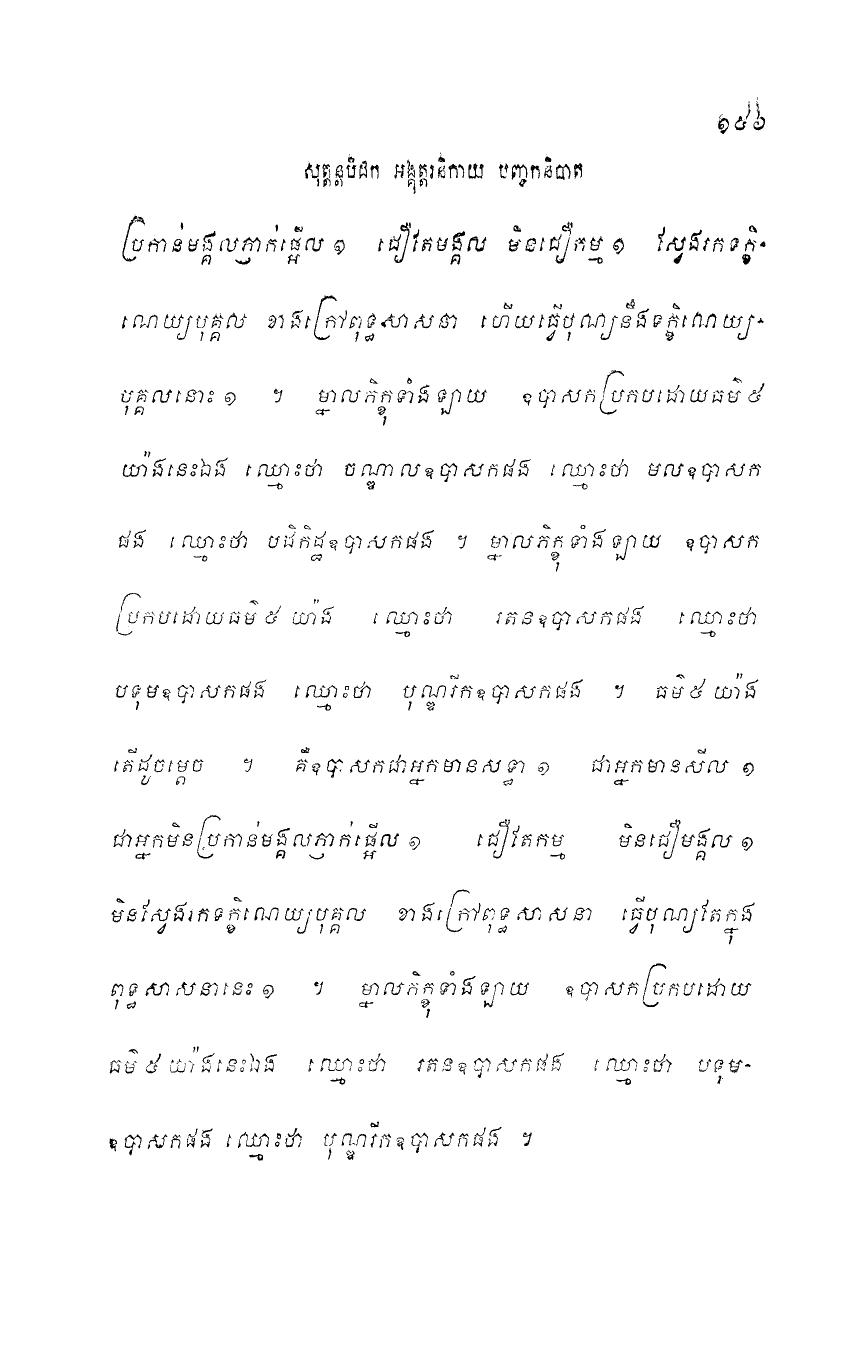 ១៩៦
សុត្តន្តបិដក អង្គុត្តរនិកាយ បញ្ចកនិបាត
ប្រកាន់មង្គលភ្ញាក់ផ្អើល ១ ជឿតែមង្គល មិនជឿកម្ម ១ ស្វែងរកទក្ខិ-
ណេយ្យបុគ្គល ខាងក្រៅពុទ្ធសាសនា ហើយធ្វើបុណ្យនឹងទក្ខិណេយ្យ-
បុគ្គលនោះ ១ ។ ម្នាលភិក្ខុទាំងឡាយ ឧបាសកប្រកបដោយធម៌ ៥
យ៉ាងនេះឯង ឈ្មោះថា ចណ្ឌាលឧបាសកផង ឈ្មោះថា មលឧបាសក
ផង ឈ្មោះថា បដិកិដ្ឋឧបាសកផង ។ ម្នាលភិក្ខុទាំងឡាយ ឧបាសក
ប្រកបដោយធម៌ ៥ យ៉ាង ឈ្មោះថា រតនឧបាសកផង ឈ្មោះថា
បទុមឧបាសកផង ឈ្មោះថា បុណ្ឌរីកឧបាសកផង ។ ធម៌ ៥ យ៉ាង
តើដូចម្តេច ។ គឺឧបាសកជាអ្នកមានសទ្ធា ១ ជាអ្នកមានសីល ១
ជាអ្នកមិនប្រកាន់មង្គលភ្ញាក់ផ្អើល ១ ជឿតែកម្ម មិនជឿមង្គល ១
មិនស្វែងរកទក្ខិណេយ្យបុគ្គល ខាងក្រៅពុទ្ធសាសនា ធ្វើបុណ្យតែក្នុង
ពុទ្ធសាសនានេះ ១ ។ ម្នាលភិក្ខុទាំងឡាយ ឧបាសកប្រកបដោយ
ធម៌ ៥ យ៉ាងនេះឯង ឈ្មោះថា រតនឧបាសកផង ឈ្មោះថា បទុម-
ឧបាសកផង ឈ្មោះថា បុណ្ឌរីកឧបាសកផង ។